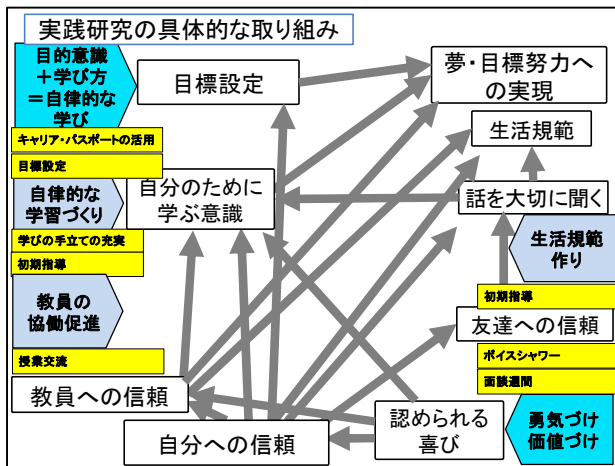 実践研究の具体的な取り組み
目的意識
＋学び方
＝自律的な
学び
目標設定
夢・目標努力へ
の実現
生活規範
キャリア・パスポートの活用
目標設定
自律的な
学習づくり
自分のために
学ぶ意識
話を大切に聞く
学びの手立ての充実
初期指導
生活規範
作り
教員の
協働促進
初期指導
友達への信頼
授業交流
ボイスシャワー
面談週間
教員への信頼
自分への信頼
認められる
喜び
勇気づけ
価値づけ